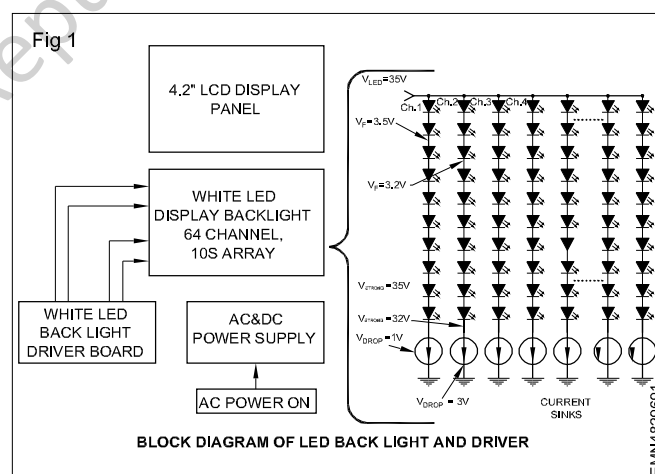 Fig 1
4.2" LCD DISPLAY
PANEL
WHITE LED
DISPLAY BACKLIGHT
64 CHANNEL,
10S ARRAY
WHITE LED
BACK LIGHT
DRIVER BOARD
AC&DC
POWER SUPPLY
AC POWER ON
VLED=35V
Ch.1 Ch.2 Ch.3 Ch.4
VF=3.5V
VF=3.2V
VSTRING=35V
VSTRING=32V
VDROP=1V
VDROP= 3V
CURRENT
SINKS
BLOCK DIAGRAM OF LED BACK LIGHT AND DRIVER